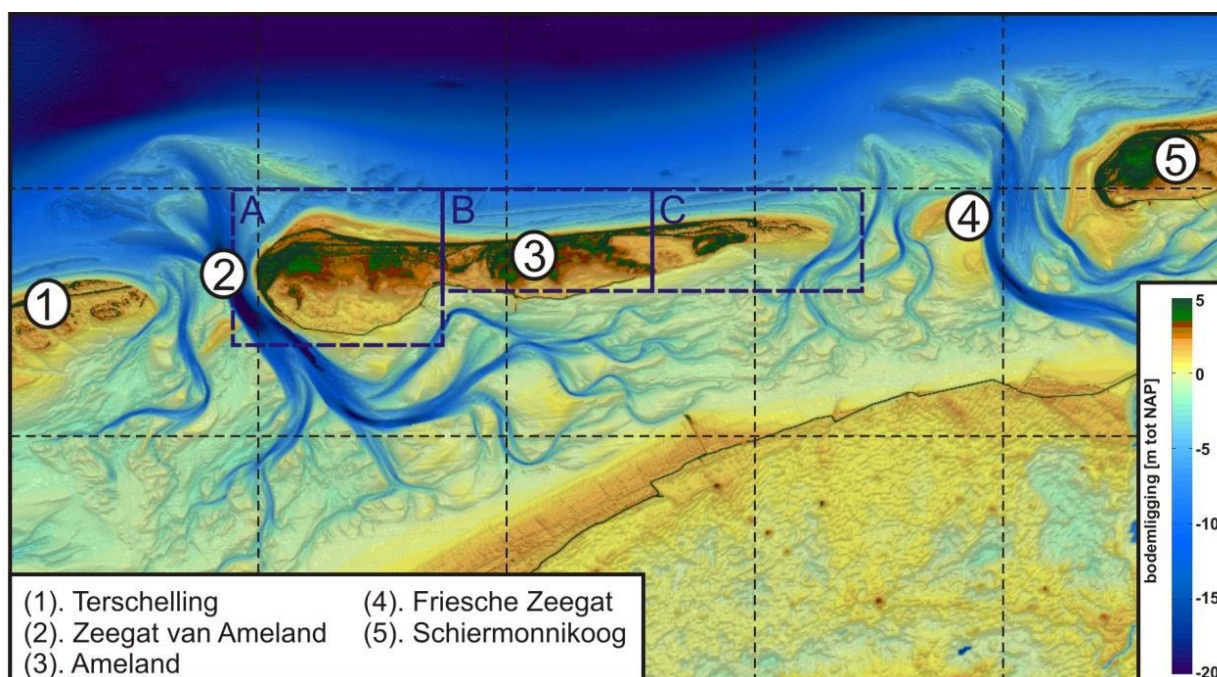 A
B
C
1
2
3
4
5
(1). Terschelling
(2). Zeegat van Ameland
(3). Ameland
(4). Friesche Zeegat
(5). Schiermonnikoog
bodemligging [m tot NAP]
5
0
-5
-10
-15
-20